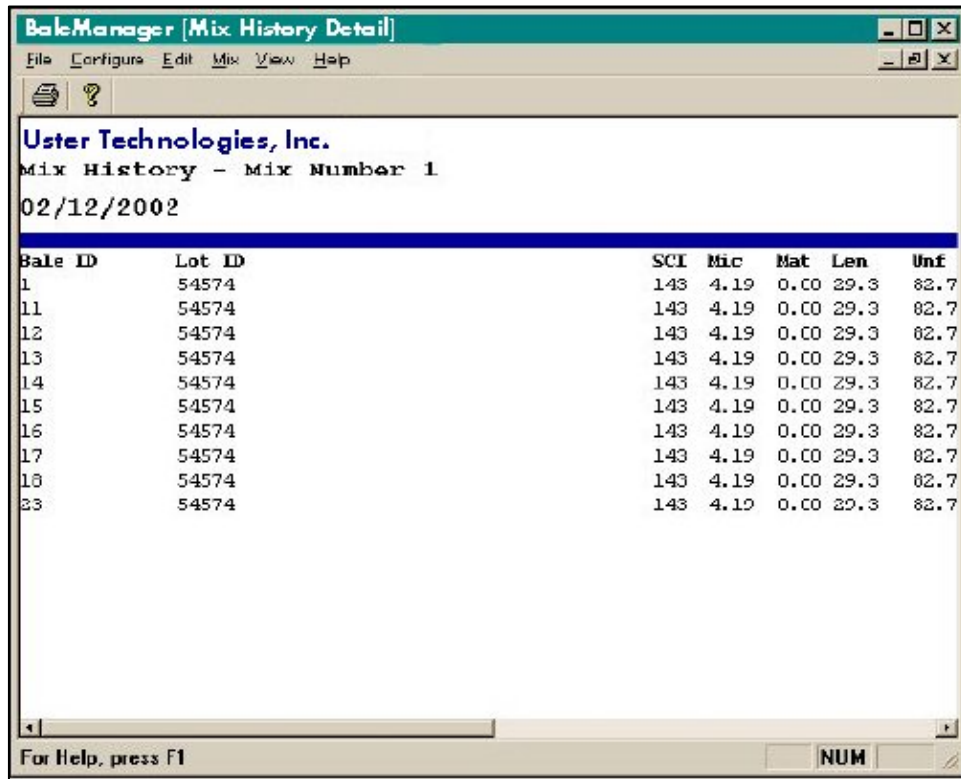 BaleManager [Mix History Detail]
File Configure Edit Mix View Help
Uster Technologies, Inc.
Mix History - Mix Number 1
02/12/2002
Bale ID Lot ID SCI Mic Mat Len Unf
1 54574 143 4.19 0.00 29.3 82.7
11 54574 143 4.19 0.00 29.3 82.7
12 54574 143 4.19 0.00 29.3 82.7
13 54574 143 4.19 0.00 29.3 82.7
14 54574 143 4.19 0.00 29.3 82.7
15 54574 143 4.19 0.00 29.3 82.7
16 54574 143 4.19 0.00 29.3 82.7
17 54574 143 4.19 0.00 29.3 82.7
18 54574 143 4.19 0.00 29.3 82.7
23 54574 143 4.19 0.00 29.3 82.7
For Help, press F1 NUM